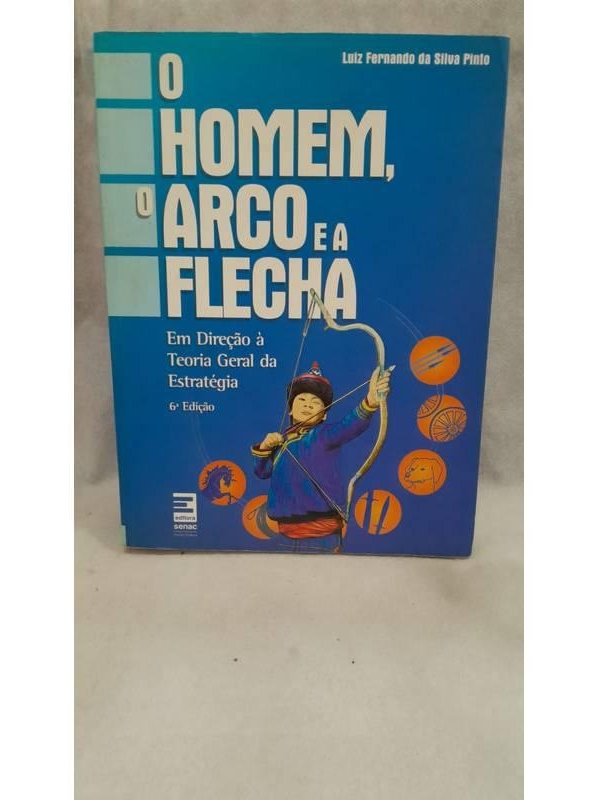 Luiz Fernando da Silva Pinto
O
HOMEM,
O ARCO E A
FLECHA
Em Direção à
Teoria Geral da
Estratégia
6ª Edição
editora
senac